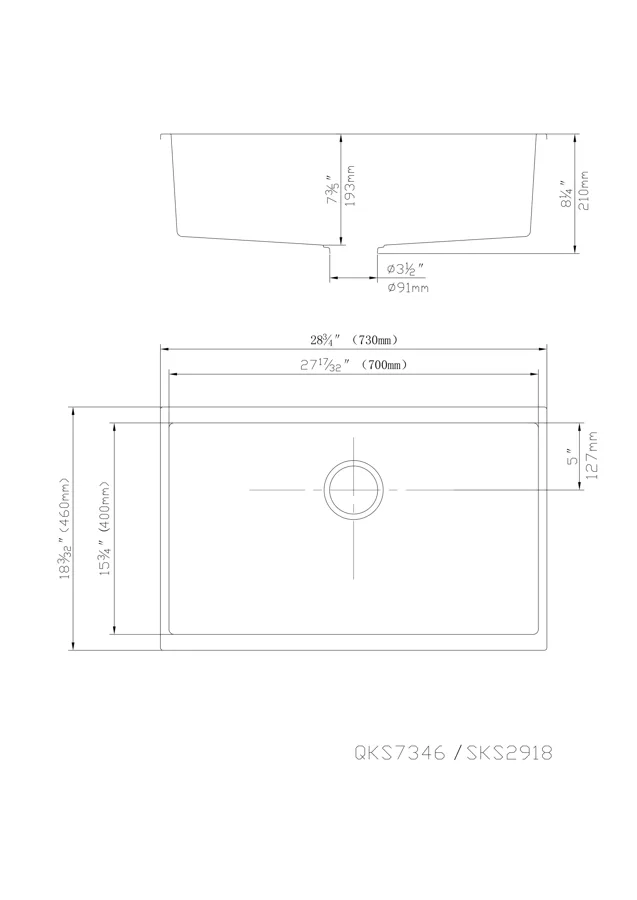 7⅗″
193mm
8¼″
210mm
Ø3½″
Ø91mm
28¾″ (730mm)
27 17/32″ (700mm)
5″
127mm
18 3/32″ (460mm)
15¾″ (400mm)
QKS7346 / SKS2918